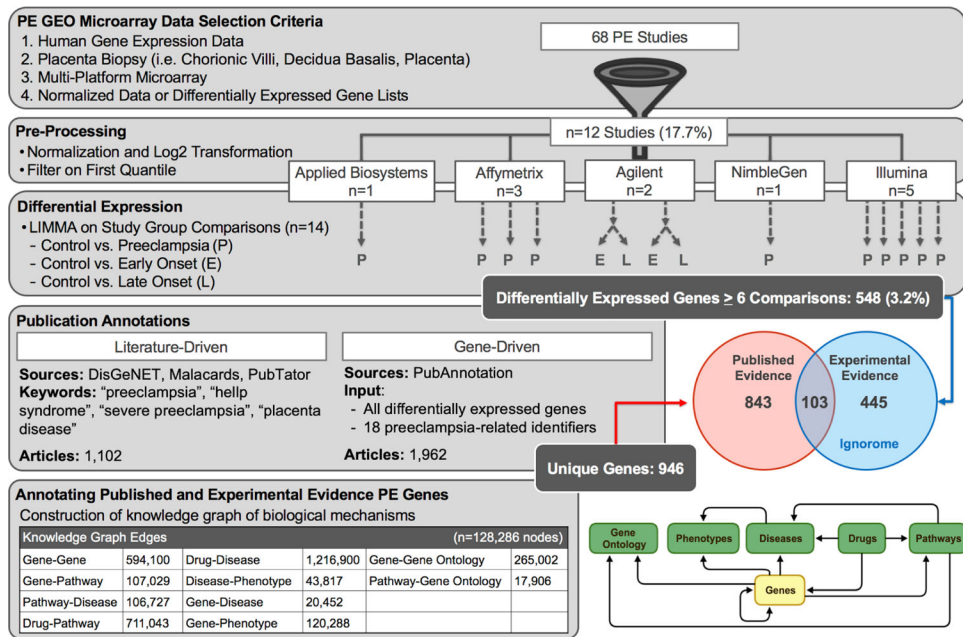 PE GEO Microarray Data Selection Criteria
1. Human Gene Expression Data
2. Placenta Biopsy (i.e. Chorionic Villi, Decidua Basalis, Placenta)
3. Multi-Platform Microarray
4. Normalized Data or Differentially Expressed Gene Lists
68 PE Studies
Pre-Processing
•Normalization and Log2 Transformation
•Filter on First Quantile
n=12 Studies (17.7%)
Applied Biosystems
n=1
Affymetrix
n=3
Agilent
n=2
NimbleGen
n=1
Illumina
n=5
Differential Expression
• LIMMA on Study Group Comparisons (n=14)
– Control vs. Preeclampsia (P)
– Control vs. Early Onset (E)
– Control vs. Late Onset (L)
P P P P E L E L P P P P P P
Differentially Expressed Genes ≥ 6 Comparisons: 548 (3.2%)
Publication Annotations
Literature-Driven
Sources: DisGeNET, Malacards, PubTator
Keywords: “preeclampsia”, “hellp
syndrome”, “severe preeclampsia”, “placenta
disease”
Articles: 1,102
Gene-Driven
Sources: PubAnnotation
Input:
- All differentially expressed genes
- 18 preeclampsia-related identifiers
Articles: 1,962
Unique Genes: 946
Published
Evidence
843
103
Experimental
Evidence
445
Ignorome
Annotating Published and Experimental Evidence PE Genes
Construction of knowledge graph of biological mechanisms
Knowledge Graph Edges (n=128,286 nodes)
Gene-Gene 594,100 Drug-Disease 1,216,900 Gene-Gene Ontology 265,002
Gene-Pathway 107,029 Disease-Phenotype 43,817 Pathway-Gene Ontology 17,906
Pathway-Disease 106,727 Gene-Disease 20,452
Drug-Pathway 711,043 Gene-Phenotype 120,288
Gene
Ontology
Phenotypes
Diseases
Drugs
Pathways
Genes